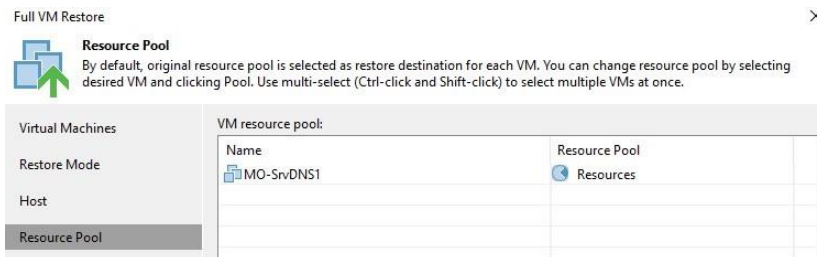 Full VM Restore
Resource Pool
By default, original resource pool is selected as restore destination for each VM. You can change resource pool by selecting
desired VM and clicking Pool. Use multi-select (Ctrl-click and Shift-click) to select multiple VMs at once.
Virtual Machines
VM resource pool:
Name Resource Pool
Restore Mode
MO-SrvDNS1 Resources
Host
Resource Pool